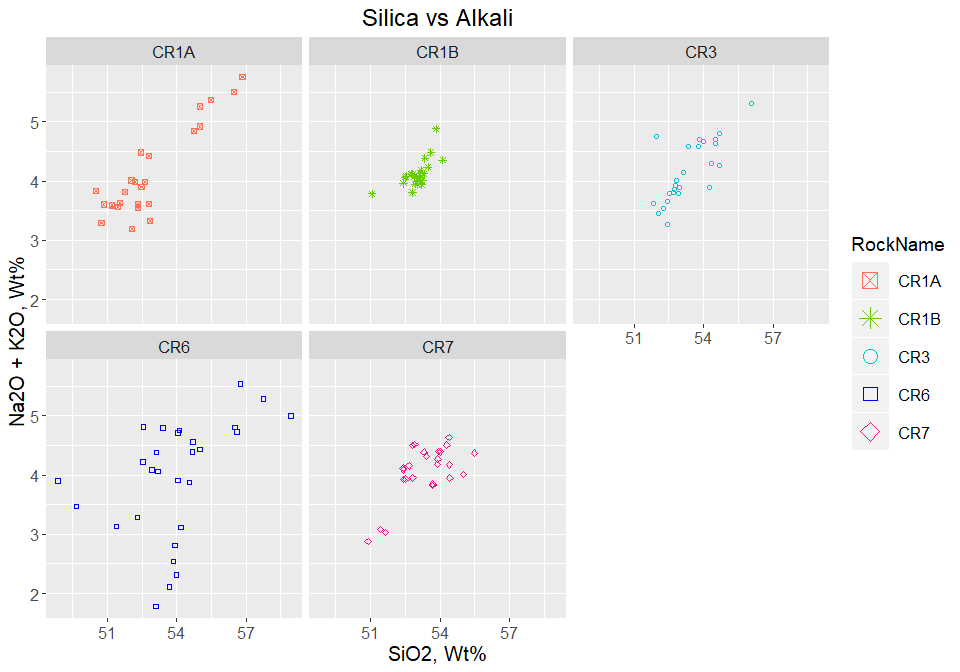 Silica vs Alkali
CR1A
CR1B
CR3
5
4
3
2
51
54
57
CR6
CR7
5
4
3
2
51
54
57
51
54
57
Na2O + K2O, Wt%
SiO2, Wt%
RockName
CR1A
CR1B
CR3
CR6
CR7